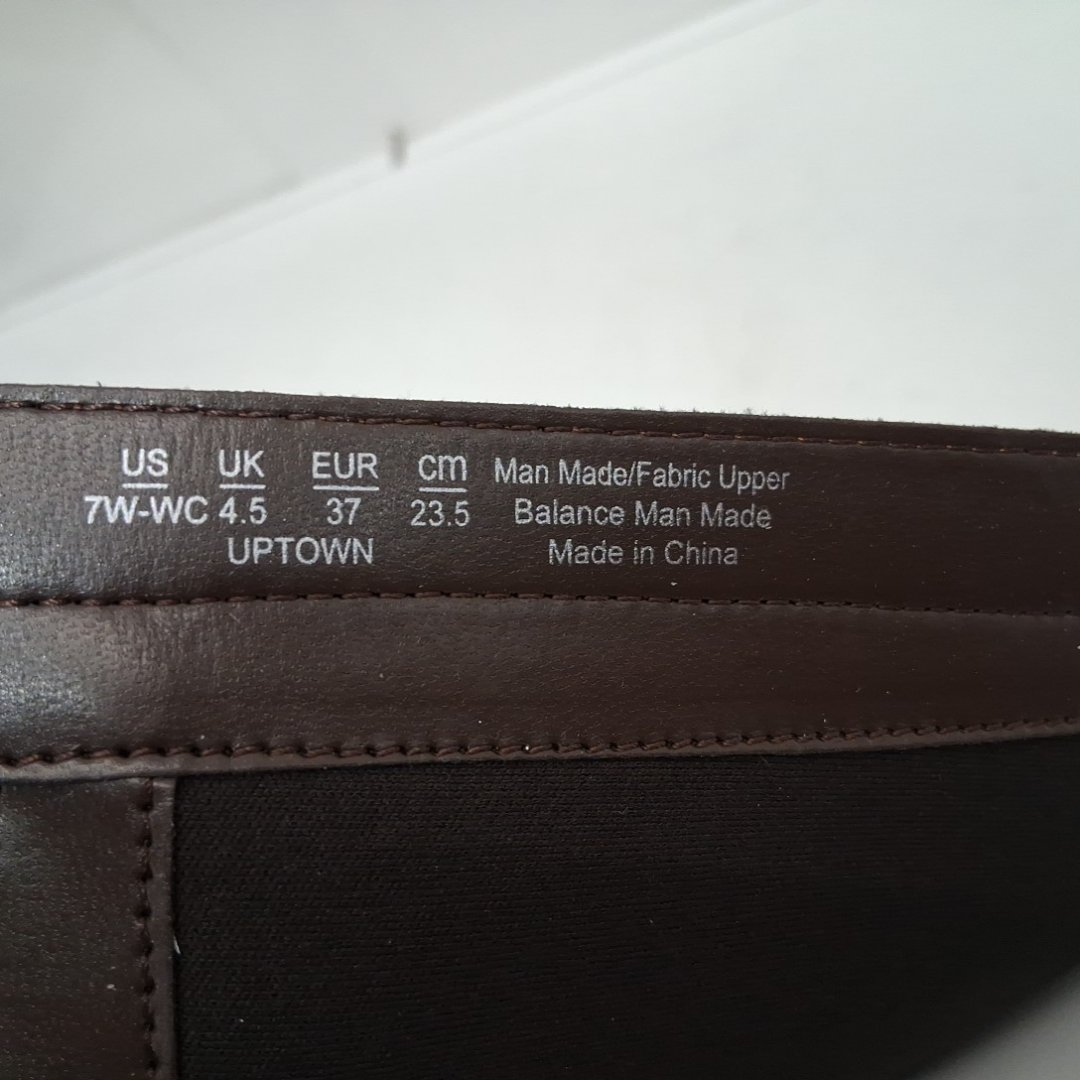 US UK EUR cm Man Made/Fabric Upper
7W-WC 4.5 37 23.5 Balance Man Made
UPTOWN Made in China